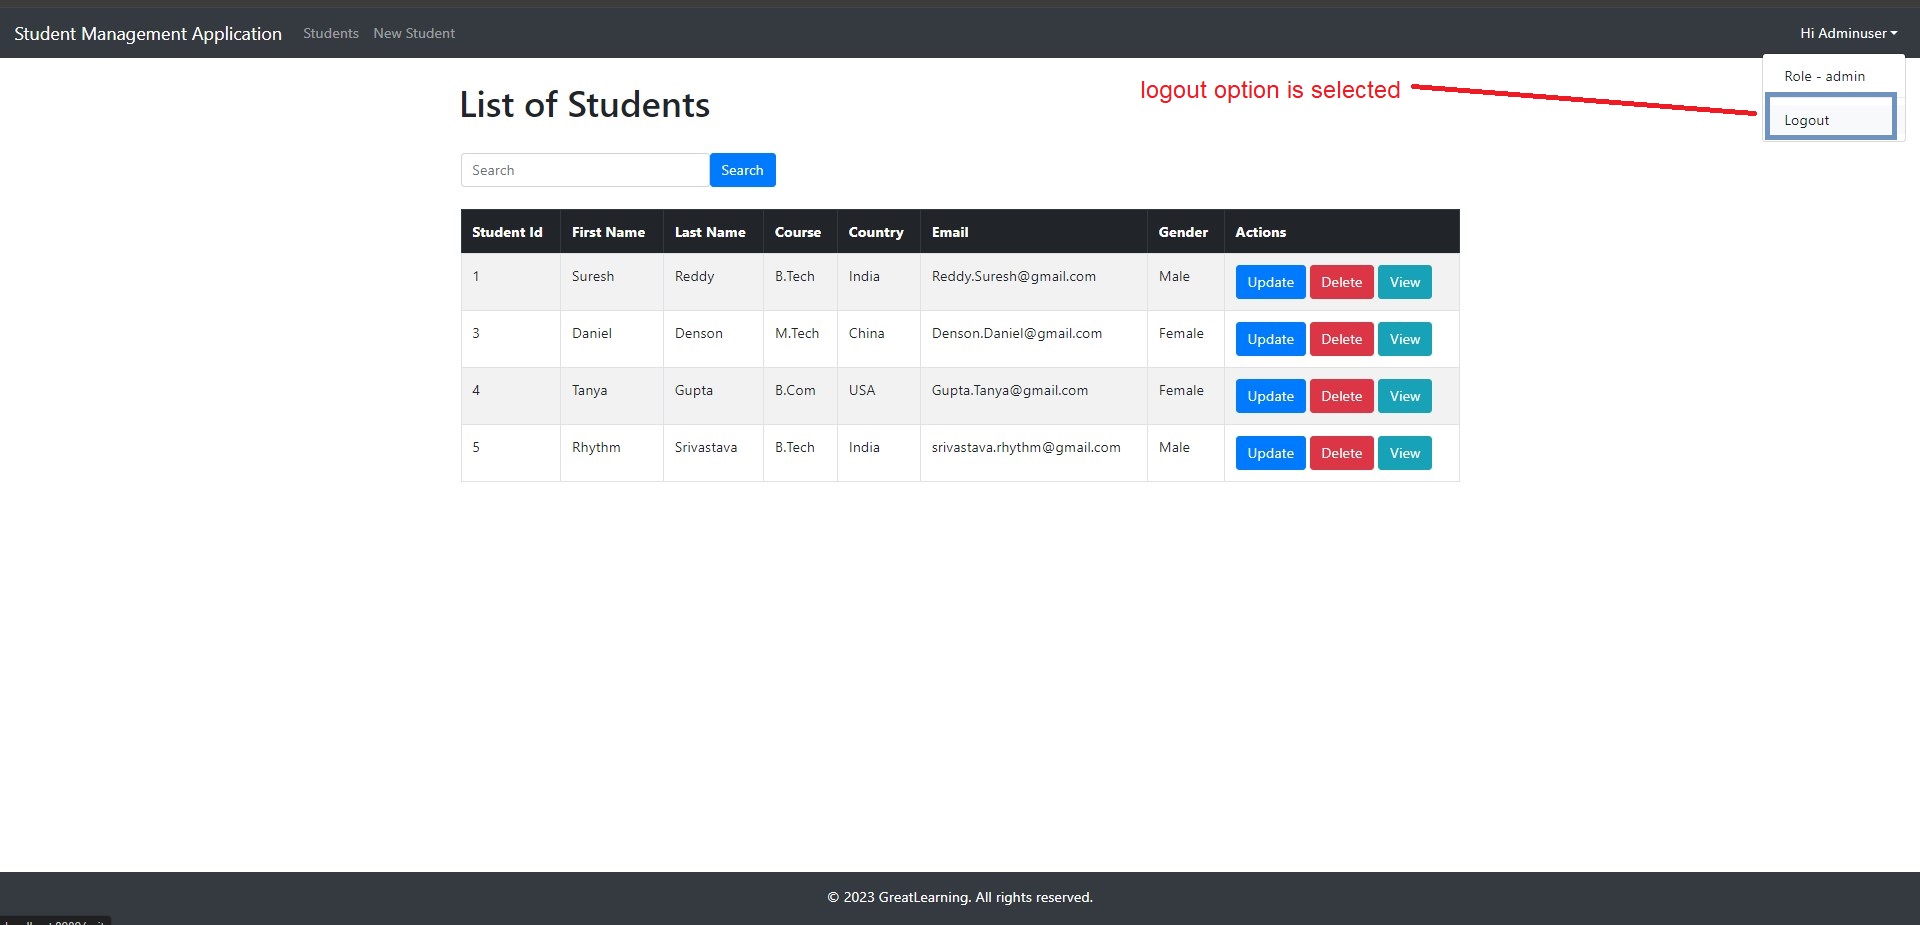 Student Management Application Students New Student Hi Adminuser
Role - admin
logout option is selected
Logout
List of Students
Search Search
Student Id First Name Last Name Course Country Email Gender Actions
1 Suresh Reddy B.Tech India Reddy.Suresh@gmail.com Male Update Delete View
3 Daniel Denson M.Tech China Denson.Daniel@gmail.com Female Update Delete View
4 Tanya Gupta B.Com USA Gupta.Tanya@gmail.com Female Update Delete View
5 Rhythm Srivastava B.Tech India srivastava.rhythm@gmail.com Male Update Delete View
© 2023 GreatLearning. All rights reserved.